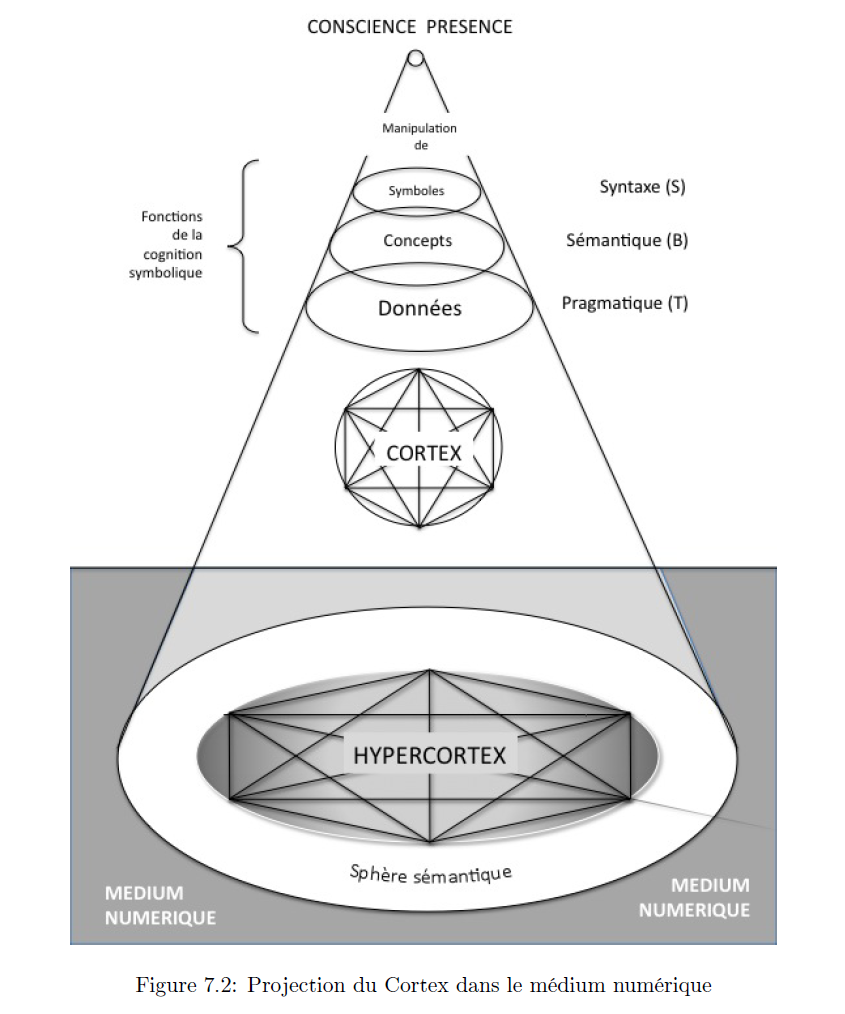 CONSCIENCE PRESENCE
Manipulation
de
Symboles
Syntaxe (S)
Fonctions
de la
cognition
symbolique
Concepts
Sémantique (B)
Données
Pragmatique (T)
CORTEX
HYPERCORTEX
Sphère sémantique
MEDIUM
NUMERIQUE
MEDIUM
NUMERIQUE
Figure 7.2: Projection du Cortex dans le médium numérique